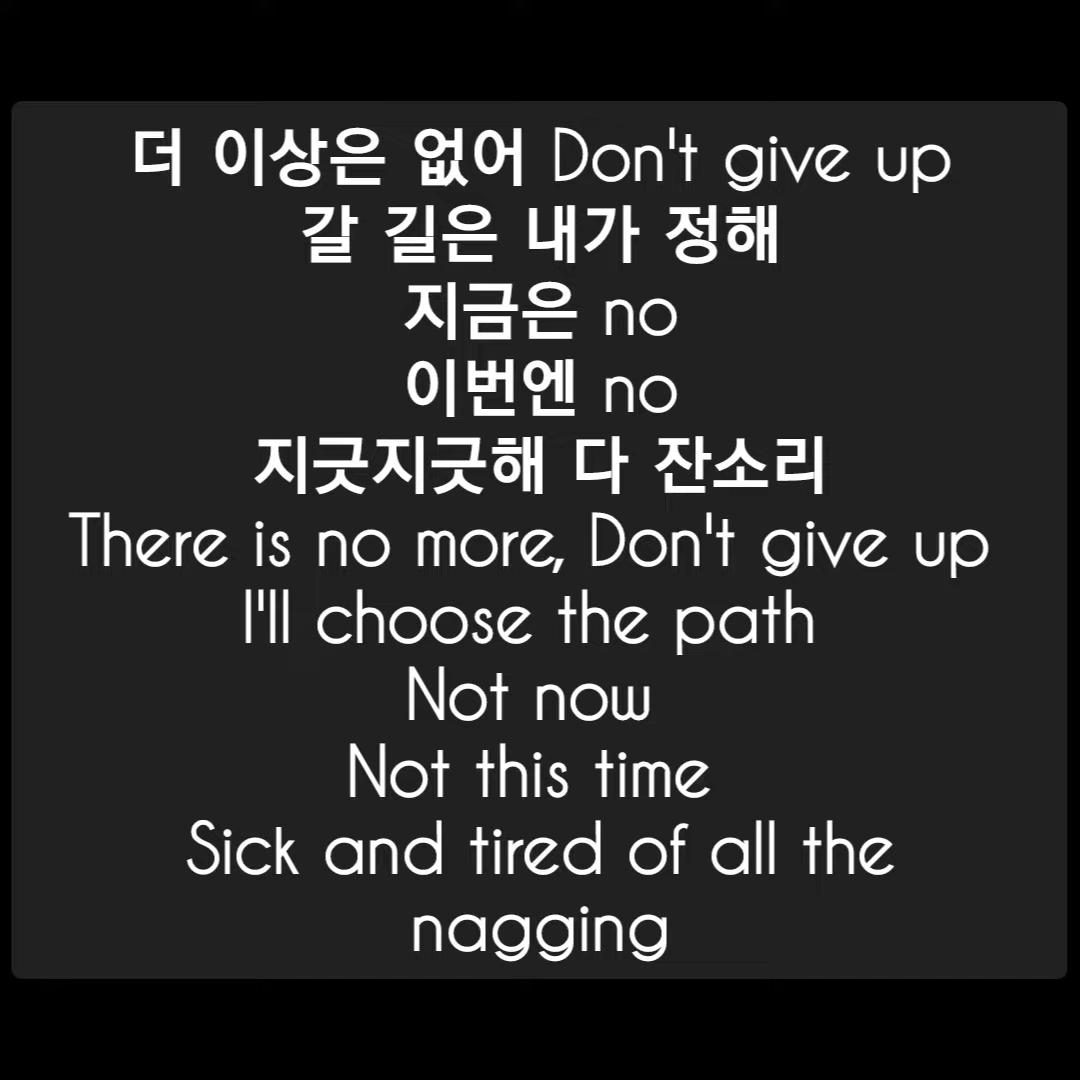 더 이상은 없어 Don't give up
갈 길은 내가 정해
지금은 no
이번엔 no
지긋지긋해 다 잔소리
There is no more, Don't give up
I'll choose the path
Not now
Not this time
Sick and tired of all the
nagging